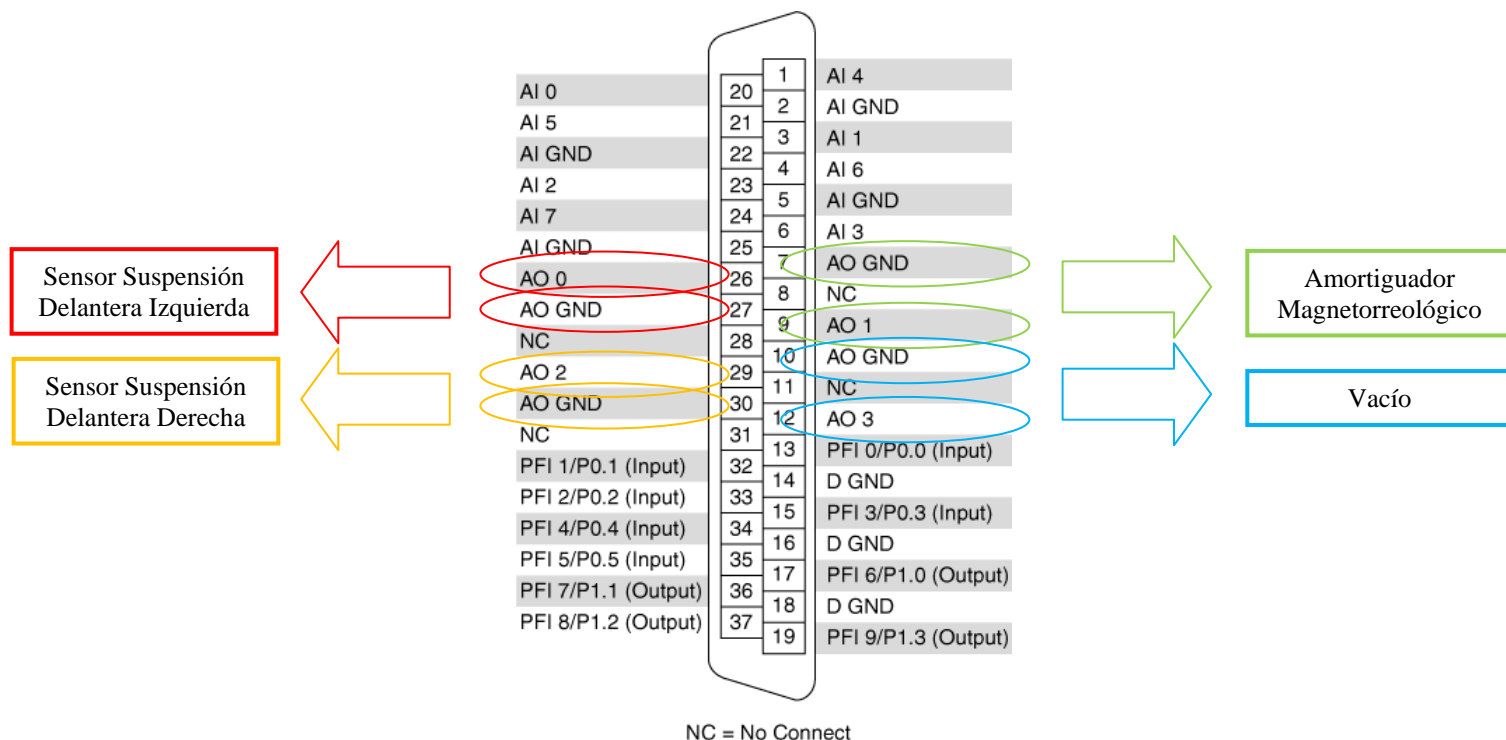 Sensor Suspensión
Delantera Izquierda
Sensor Suspensión
Delantera Derecha
AI 0 20
AI 5 21
AI GND 22
AI 2 23
AI 7 24
AI GND 25
AO 0 26
AO GND 27
NC 28
AO 2 29
AO GND 30
NC 31
PFI 1/P0.1 (Input) 32
PFI 2/P0.2 (Input) 33
PFI 4/P0.4 (Input) 34
PFI 5/P0.5 (Input) 35
PFI 7/P1.1 (Output) 36
PFI 8/P1.2 (Output) 37
1 AI 4
2 AI GND
3 AI 1
4 AI 6
5 AI GND
6 AI 3
7 AO GND
8 NC
9 AO 1
10 AO GND
11 NC
12 AO 3
13 PFI 0/P0.0 (Input)
14 D GND
15 PFI 3/P0.3 (Input)
16 D GND
17 PFI 6/P1.0 (Output)
18 D GND
19 PFI 9/P1.3 (Output)
Amortiguador
Magnetorreológico
Vacío
NC = No Connect